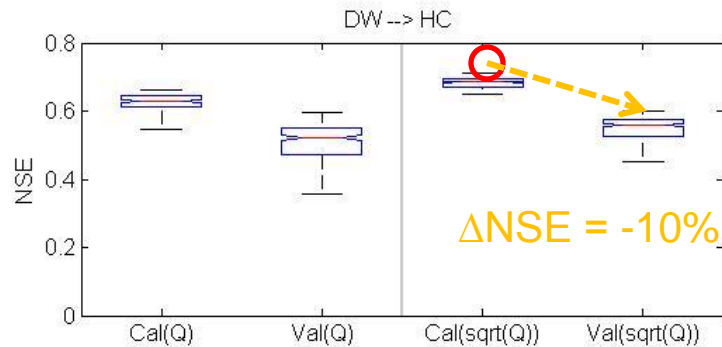 DW --> HC
0.8
0.6
0.4
0.2
0
NSE
ΔNSE = -10%
Cal(Q) Val(Q) Cal(sqrt(Q)) Val(sqrt(Q))